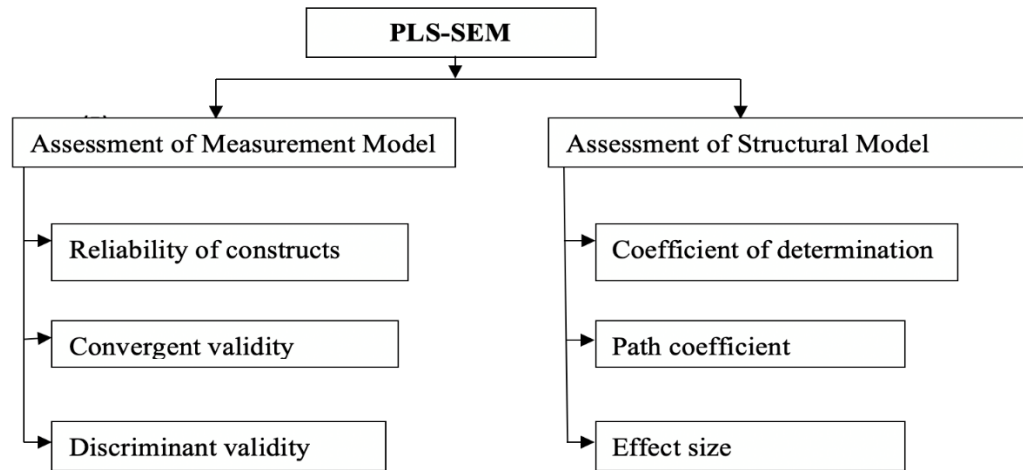 PLS-SEM
Assessment of Measurement Model
Assessment of Structural Model
Reliability of constructs
Coefficient of determination
Convergent validity
Path coefficient
Discriminant validity
Effect size